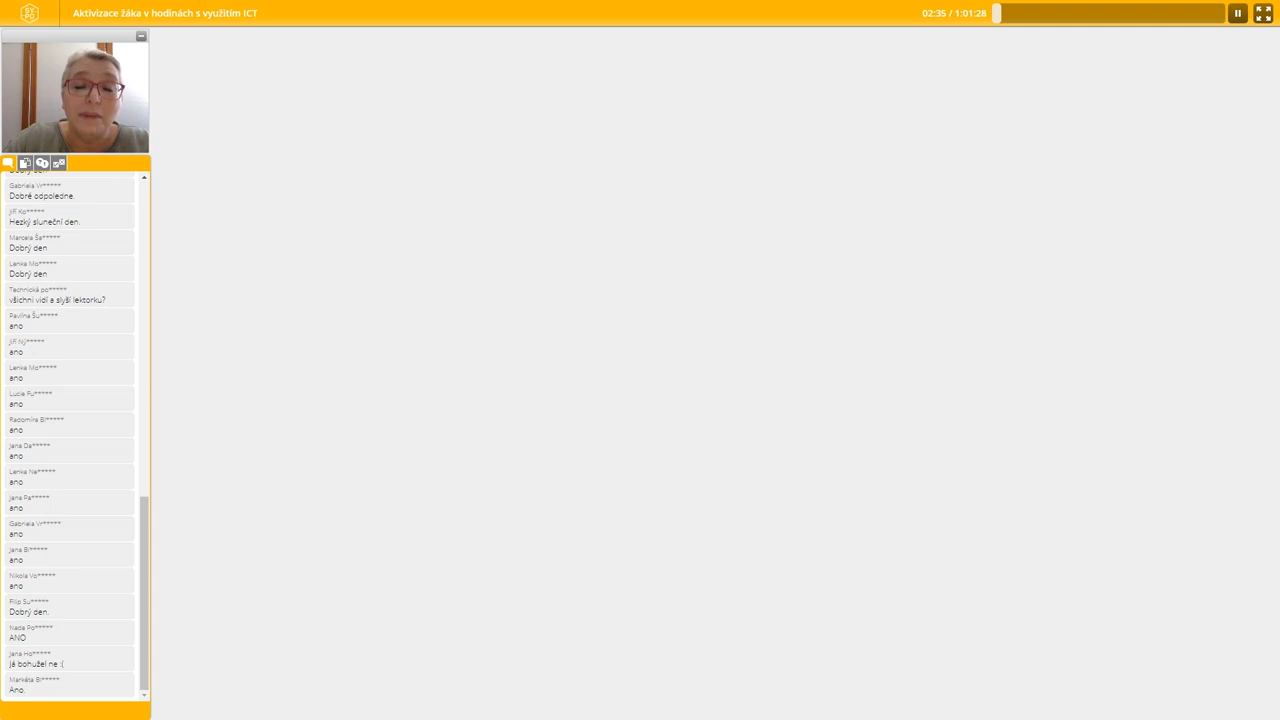 SY
PO
Aktivizace žáka v hodinách s využitím ICT
02:35 / 1:01:28
Gabriela Vr*****
Dobré odpoledne.
Jiří Ko*****
Hezký sluneční den.
Marcela Ša*****
Dobrý den
Lenka Mo*****
Dobrý den
Technická po*****
všichni vidí a slyší lektorku?
Pavlína Šu*****
ano
Jiří Ný*****
ano
Lenka Mo*****
ano
Lucie Fu*****
ano
Radomíra Bl*****
ano
Jana Da*****
ano
Lenka Ne*****
ano
Jana Pa*****
ano
Gabriela Vr*****
ano
Jana Bl*****
ano
Nikola Vo*****
ano
Filip Su*****
Dobrý den.
Naďa Po*****
ANO
Jana Ho*****
Já bohužel ne :(
Markéta Bl*****
Ano.